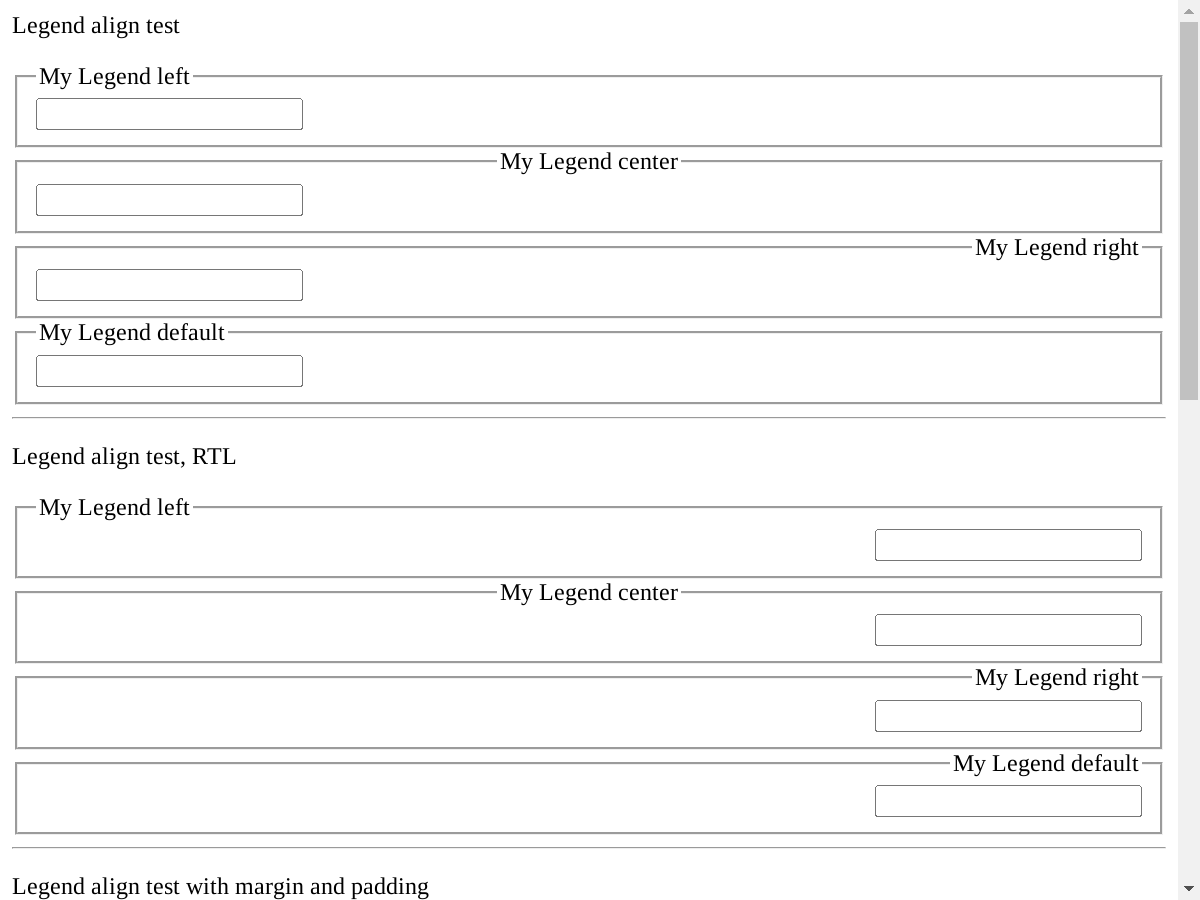 Legend align test
My Legend left
My Legend center
My Legend right
My Legend default
Legend align test, RTL
My Legend left
My Legend center
My Legend right
My Legend default
Legend align test with margin and padding